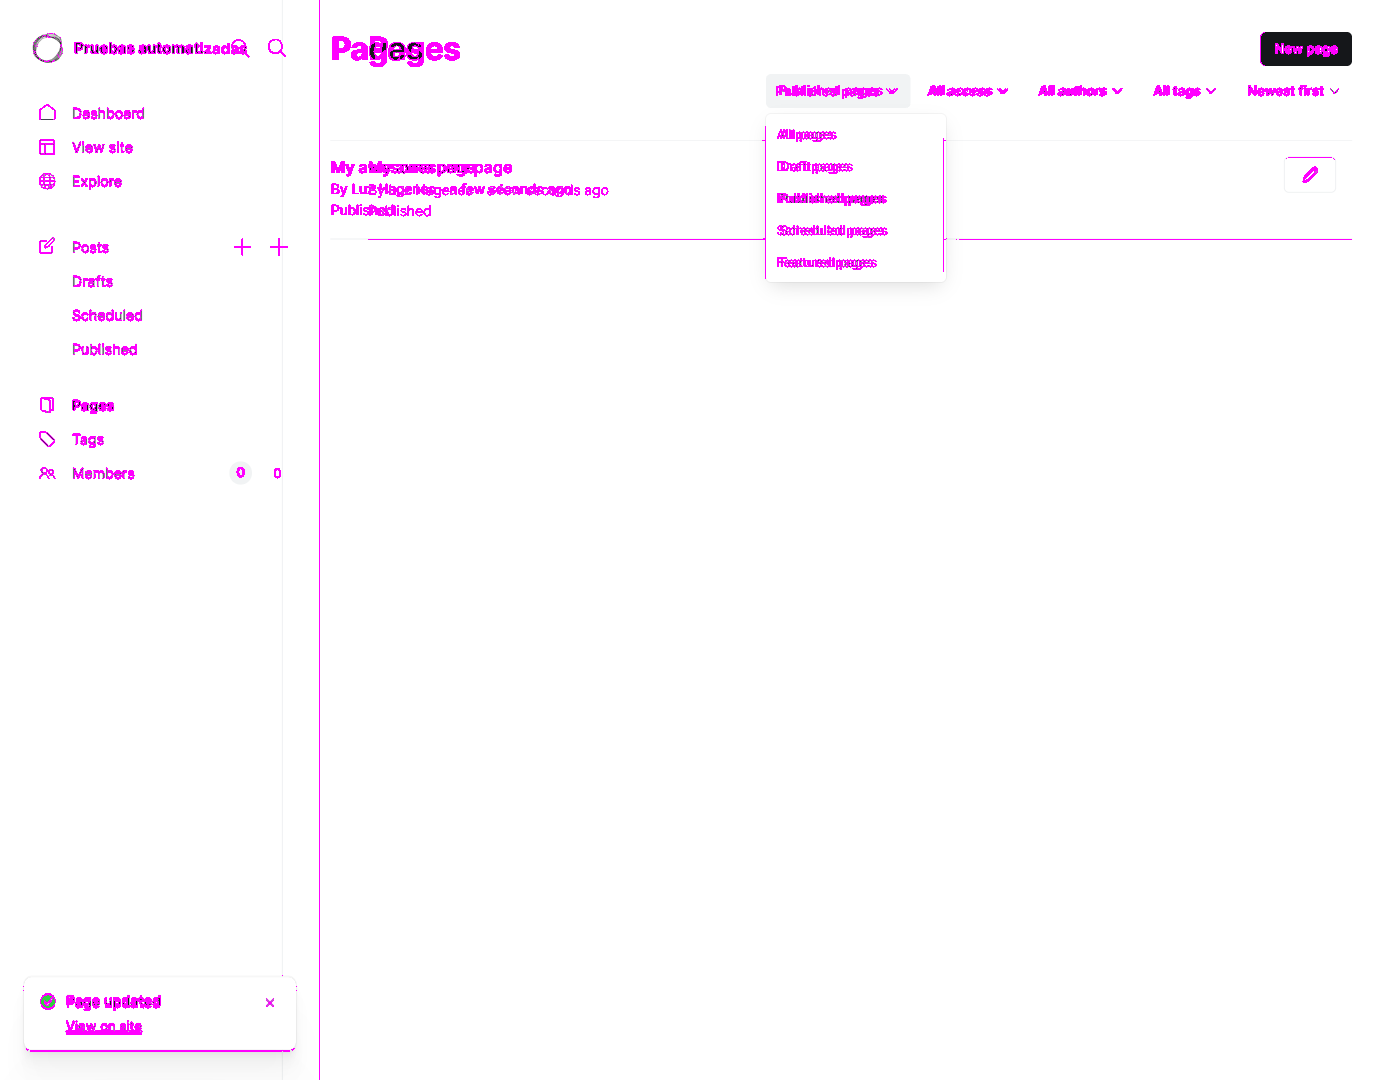 Pruebas automatizadas
Dashboard
View site
Explore
Posts
Drafts
Scheduled
Published
Pages
Tags
Members 0 0
Pages
New page
Published pages All access All authors All tags Newest first
All pages
Draft pages
Published pages
Scheduled pages
Featured pages
My awesome page
By Luz Hagenes - a few seconds ago
Published
Page updated
View on site